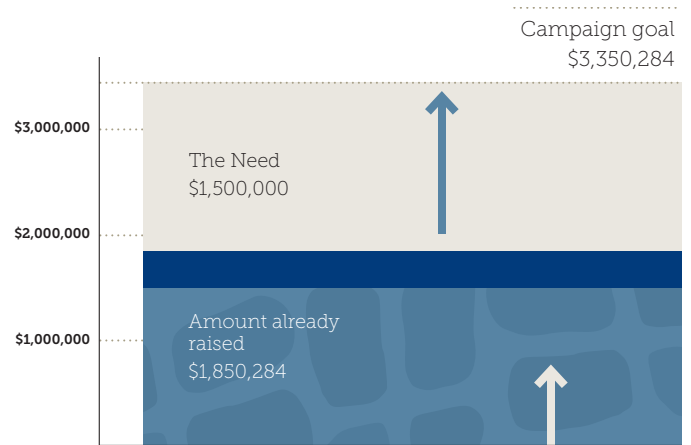 Campaign goal
$3,350,284
$3,000,000
The Need
$1,500,000
$2,000,000
Amount already
raised
$1,850,284
$1,000,000